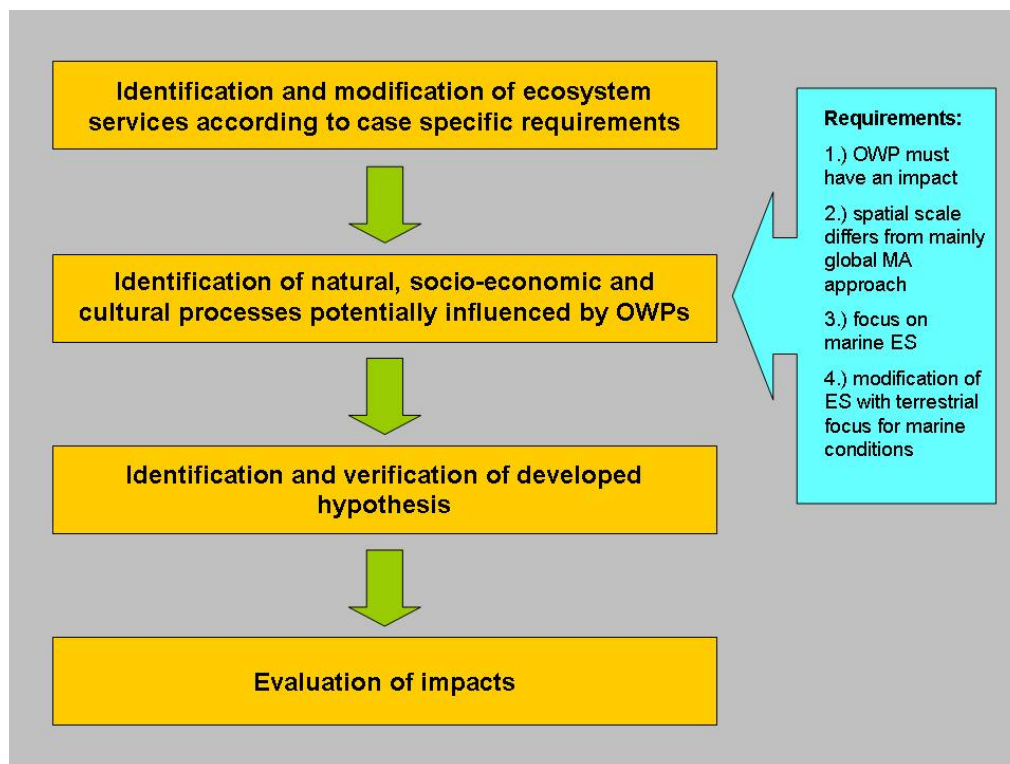 Identification and modification of ecosystem
services according to case specific requirements
Identification of natural, socio-economic and
cultural processes potentially influenced by OWPs
Identification and verification of developed
hypothesis
Evaluation of impacts
Requirements:
1.) OWP must
have an impact
2.) spatial scale
differs from mainly
global MA
approach
3.) focus on
marine ES
4.) modification of
ES with terrestrial
focus for marine
conditions